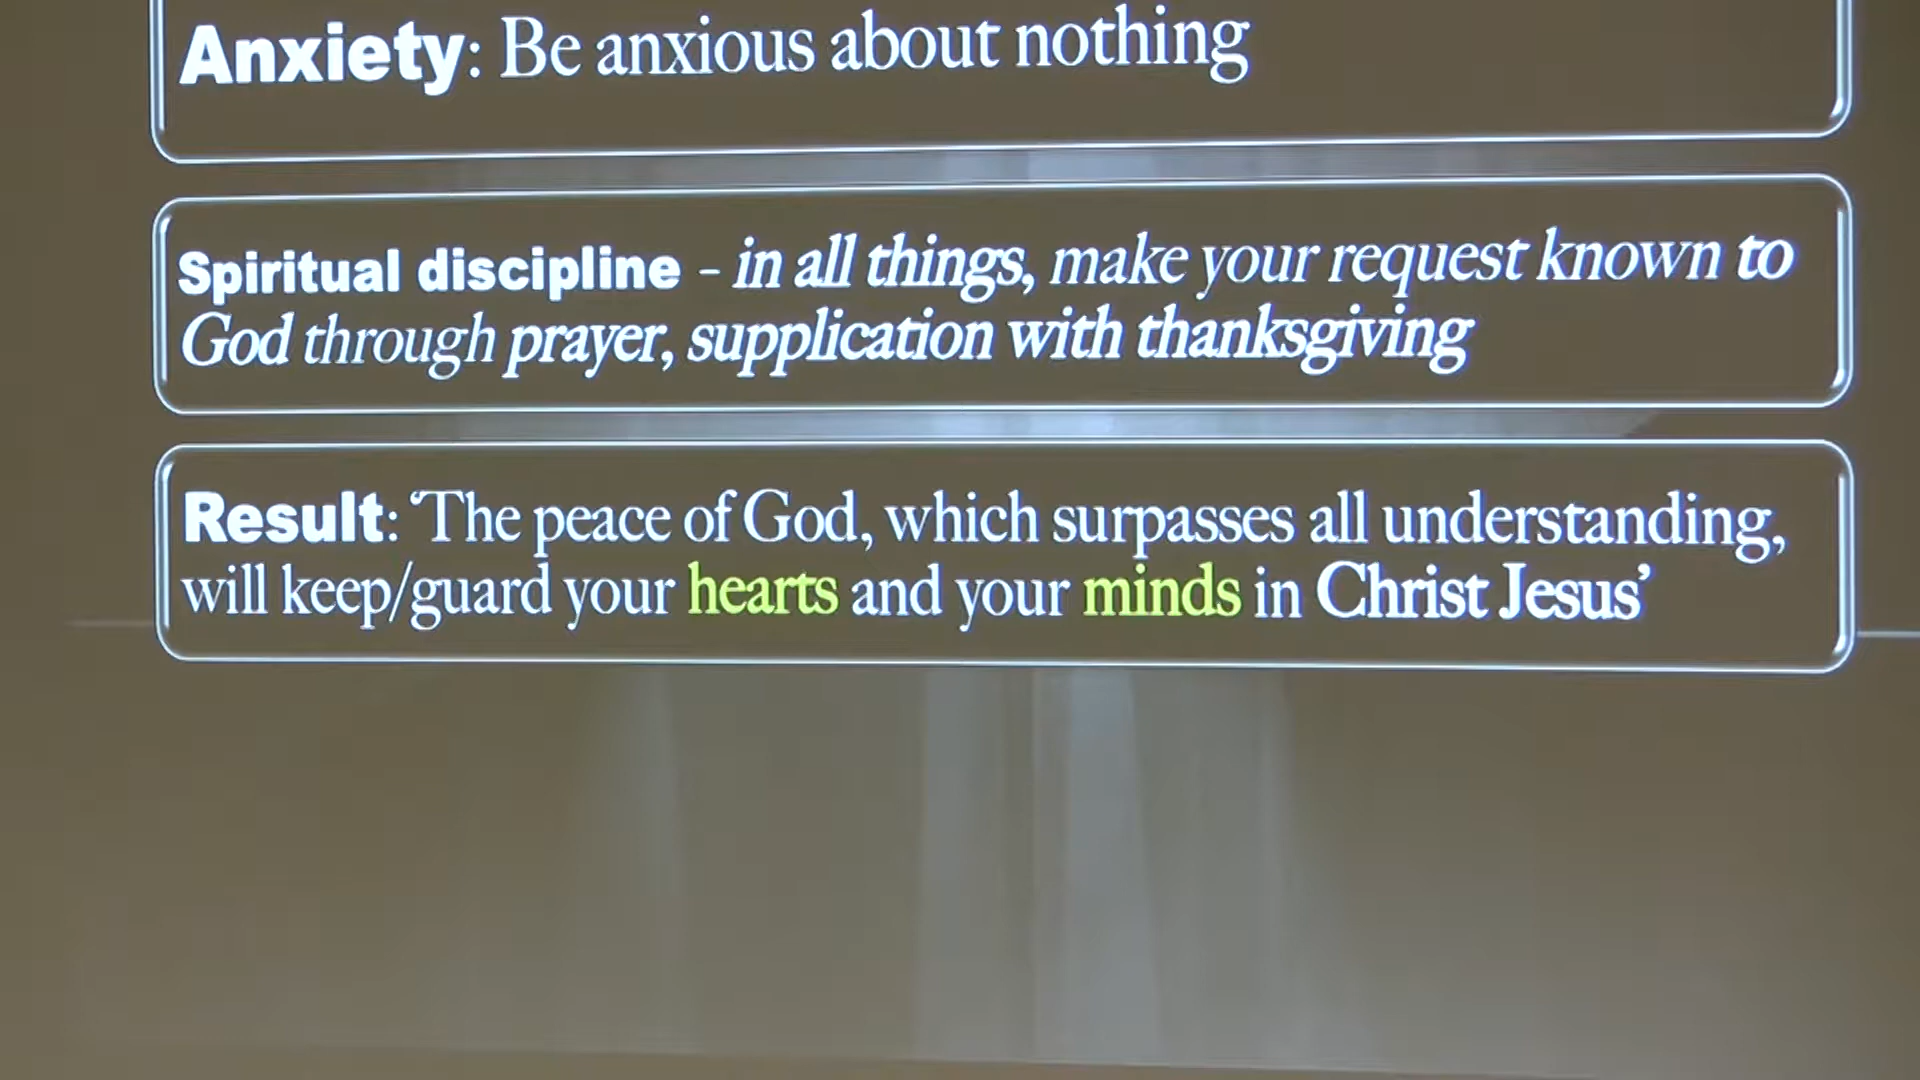 Anxiety: Be anxious about nothing
Spiritual discipline - in all things, make your request known to
God through prayer, supplication with thanksgiving
Result: ‘The peace of God, which surpasses all understanding,
will keep/guard your hearts and your minds in Christ Jesus’